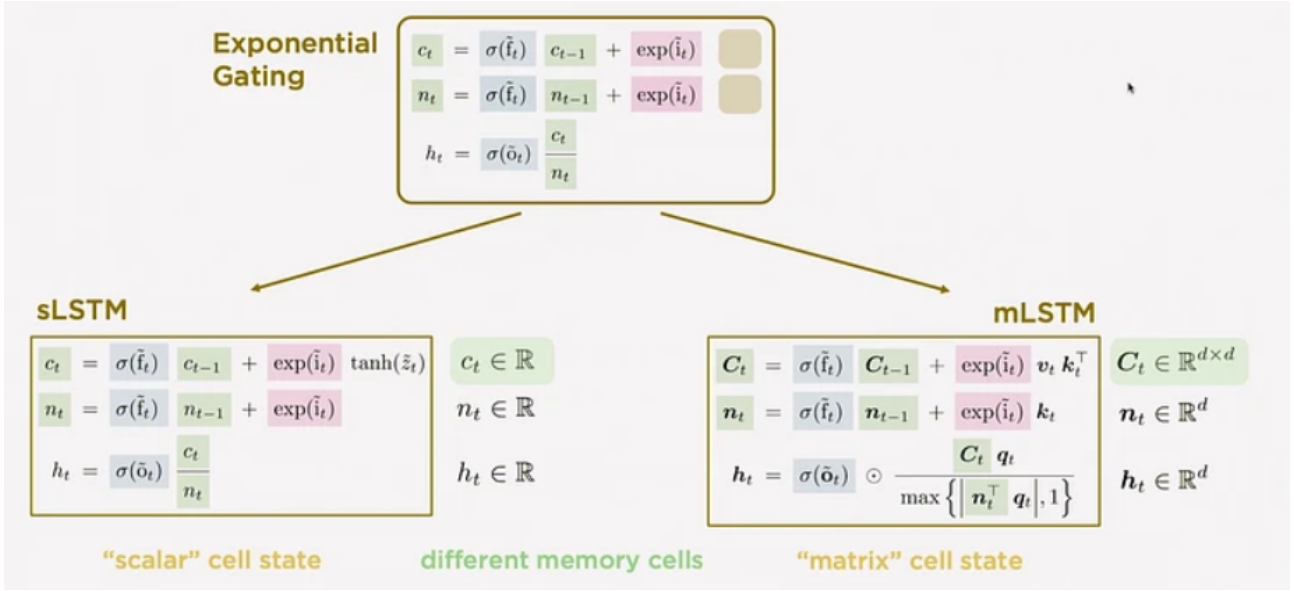 Exponential
Gating
c_t = σ(f̃_t) c_{t−1} + exp(ĩ_t)
n_t = σ(f̃_t) n_{t−1} + exp(ĩ_t)
h_t = σ(õ_t) c_t / n_t
sLSTM
c_t = σ(f̃_t) c_{t−1} + exp(ĩ_t) tanh(z̃_t)
c_t ∈ ℝ
n_t = σ(f̃_t) n_{t−1} + exp(ĩ_t)
n_t ∈ ℝ
h_t = σ(õ_t) c_t / n_t
h_t ∈ ℝ
mLSTM
C_t = σ(f̃_t) C_{t−1} + exp(ĩ_t) v_t k_t^⊤
C_t ∈ ℝ^{d×d}
n_t = σ(f̃_t) n_{t−1} + exp(ĩ_t) k_t
n_t ∈ ℝ^d
h_t = σ(õ_t) ⊙ C_t q_t / max{|n_t^⊤ q_t|, 1}
h_t ∈ ℝ^d
“scalar” cell state
different memory cells
“matrix” cell state